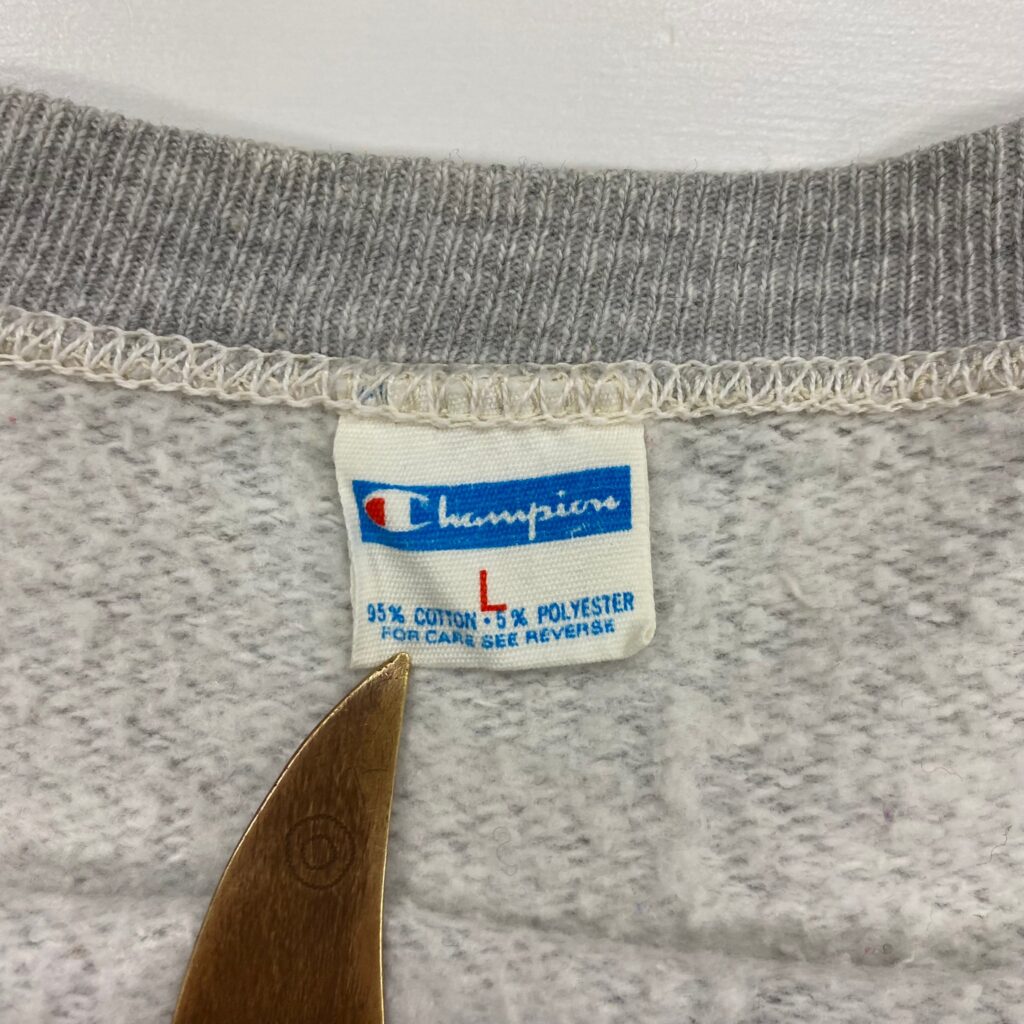 Champion
L
95% COTTON • 5% POLYESTER
FOR CARE SEE REVERSE